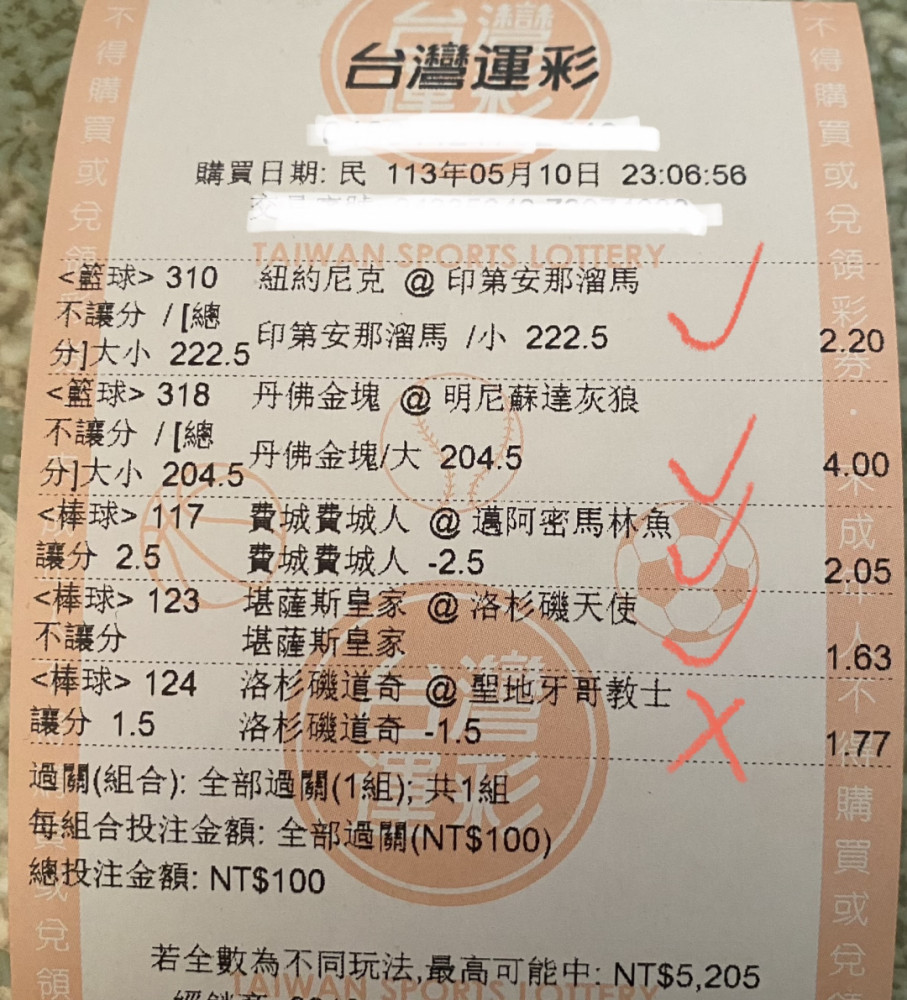 台灣運彩
購買日期: 民 113年05月10日 23:06:56
TAIWAN SPORTS LOTTERY
<籃球> 310 紐約尼克 @ 印第安那溜馬
不讓分 / [總
分]大小 222.5 印第安那溜馬 /小 222.5 2.20
<籃球> 318 丹佛金塊 @ 明尼蘇達灰狼
不讓分 / [總
分]大小 204.5 丹佛金塊/大 204.5 4.00
<棒球> 117 費城費城人 @ 邁阿密馬林魚
讓分 2.5 費城費城人 -2.5 2.05
<棒球> 123 堪薩斯皇家 @ 洛杉磯天使
不讓分 堪薩斯皇家 1.63
<棒球> 124 洛杉磯道奇 @ 聖地牙哥教士
讓分 1.5 洛杉磯道奇 -1.5 1.77
過關(組合): 全部過關(1組); 共1組
每組合投注金額: 全部過關(NT$100)
總投注金額: NT$100
若全數為不同玩法,最高可能中: NT$5,205
TAIWAN SPORTS LOTTERY
不得購買或兌領
不得購買或兌領彩券．未成年人不得購買或兌
台灣運彩